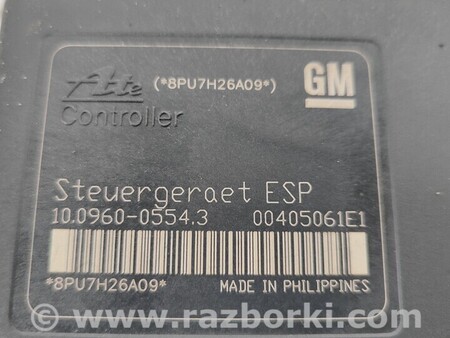 Ate (*8PU7H26A09*) GM
Controller
Steuergeraet ESP
10.0960-0554.3 00405061E1
*8PU7H26A09* MADE IN PHILIPPINES
www.razborki.com